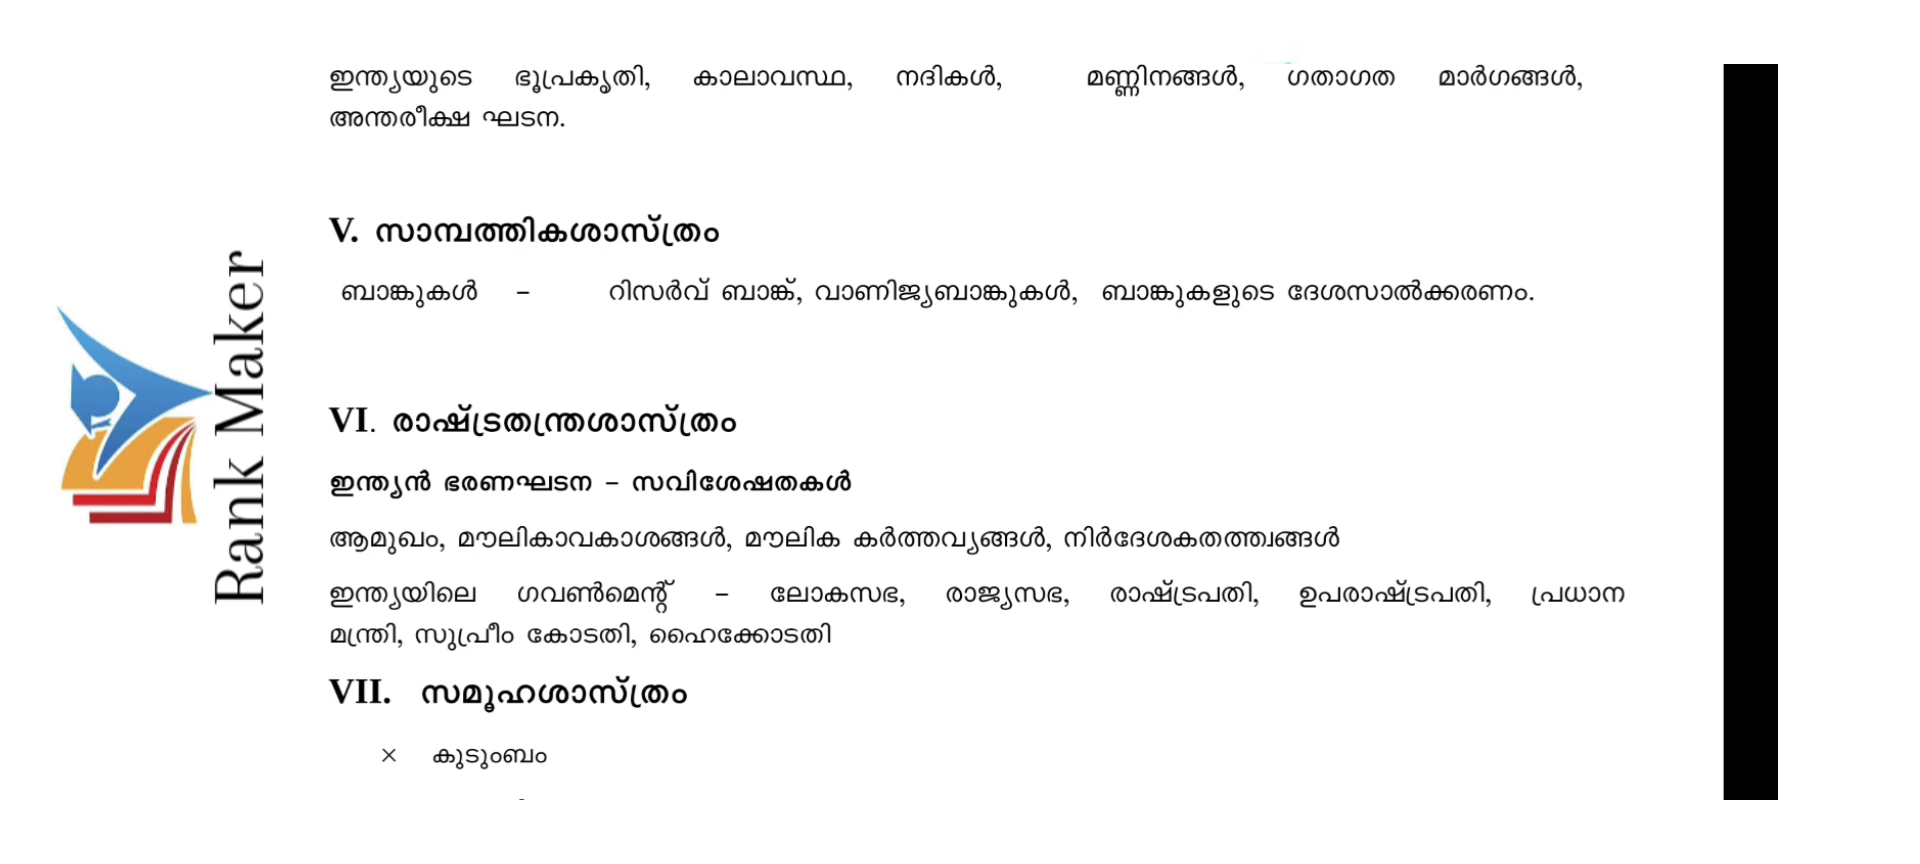 ഇന്ത്യയുടെ ഭൂപ്രകൃതി, കാലാവസ്ഥ, നദികൾ, മണ്ണിനങ്ങൾ, ഗതാഗത മാർഗങ്ങൾ,
അന്തരീക്ഷ ഘടന.
V. സാമ്പത്തികശാസ്ത്രം
ബാങ്കുകൾ – റിസർവ് ബാങ്ക്, വാണിജ്യബാങ്കുകൾ, ബാങ്കുകളുടെ ദേശസാൽക്കരണം.
VI. രാഷ്ട്രതന്ത്രശാസ്ത്രം
ഇന്ത്യൻ ഭരണഘടന – സവിശേഷതകൾ
ആമുഖം, മൗലികാവകാശങ്ങൾ, മൗലിക കർത്തവ്യങ്ങൾ, നിർദേശകതത്ത്വങ്ങൾ
ഇന്ത്യയിലെ ഗവൺമെന്റ് – ലോകസഭ, രാജ്യസഭ, രാഷ്ട്രപതി, ഉപരാഷ്ട്രപതി, പ്രധാന
മന്ത്രി, സുപ്രീം കോടതി, ഹൈക്കോടതി
VII. സമൂഹശാസ്ത്രം
× കുടുംബം
Rank Maker